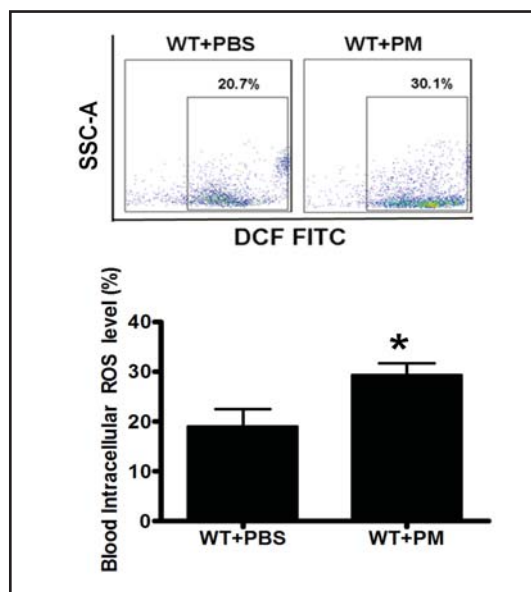 WT+PBS WT+PM
20.7% 30.1%
SSC-A
DCF FITC
Blood Intracellular ROS level (%)
40
30
20
10
0
*
WT+PBS WT+PM